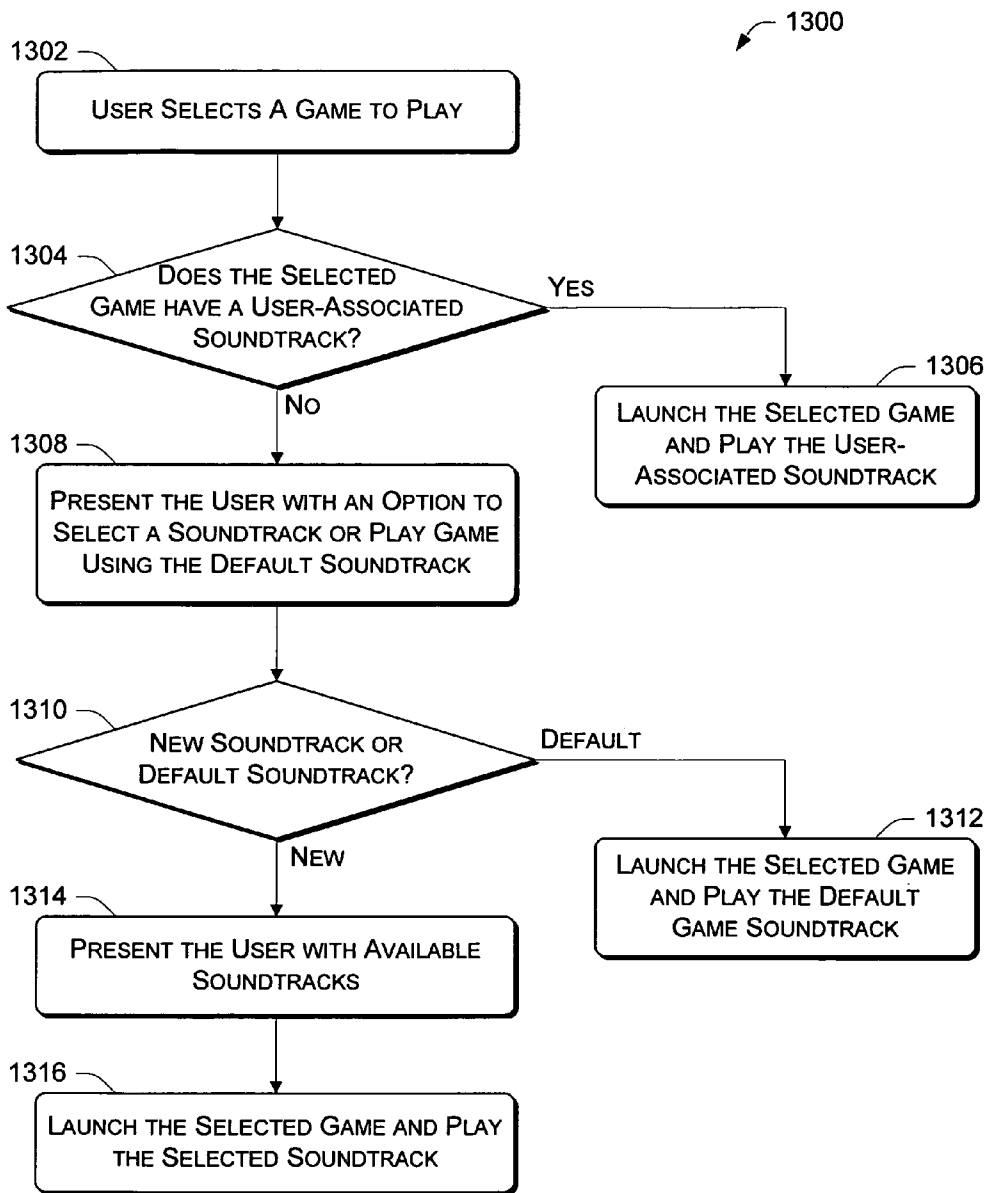 1300
1302
USER SELECTS A GAME TO PLAY
1304
DOES THE SELECTED
GAME HAVE A USER-ASSOCIATED
SOUNDTRACK?
YES
NO
1306
LAUNCH THE SELECTED GAME
AND PLAY THE USER-
ASSOCIATED SOUNDTRACK
1308
PRESENT THE USER WITH AN OPTION TO
SELECT A SOUNDTRACK OR PLAY GAME
USING THE DEFAULT SOUNDTRACK
1310
NEW SOUNDTRACK OR
DEFAULT SOUNDTRACK?
DEFAULT
NEW
1312
LAUNCH THE SELECTED GAME
AND PLAY THE DEFAULT
GAME SOUNDTRACK
1314
PRESENT THE USER WITH AVAILABLE
SOUNDTRACKS
1316
LAUNCH THE SELECTED GAME AND PLAY
THE SELECTED SOUNDTRACK